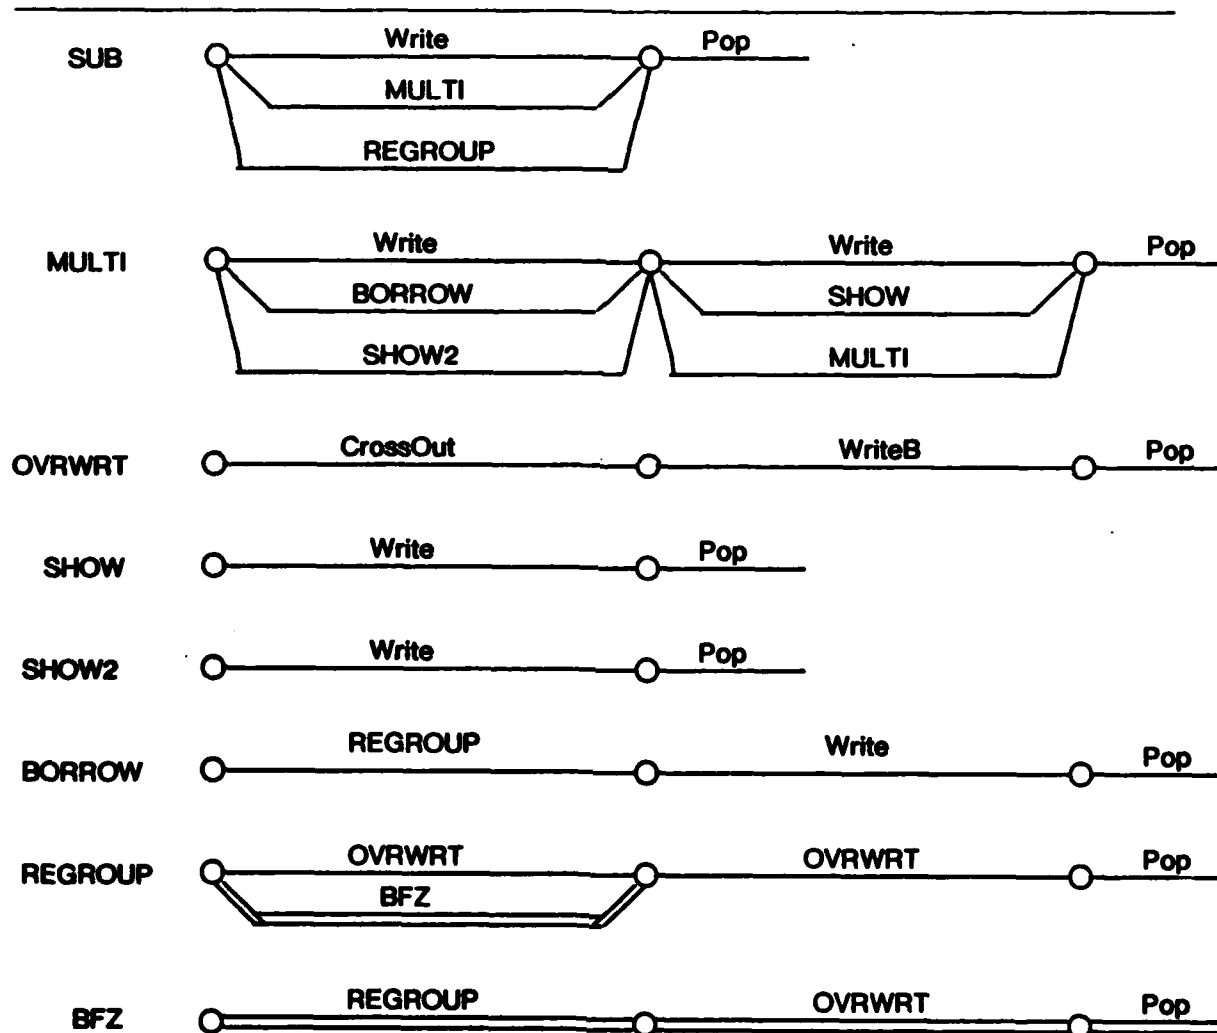 SUB Write Pop
MULTI
REGROUP
MULTI Write Write Pop
BORROW SHOW
SHOW2 MULTI
OVRWRT CrossOut WriteB Pop
SHOW Write Pop
SHOW2 Write Pop
BORROW REGROUP Write Pop
REGROUP OVRWRT OVRWRT Pop
BFZ
BFZ REGROUP OVRWRT Pop